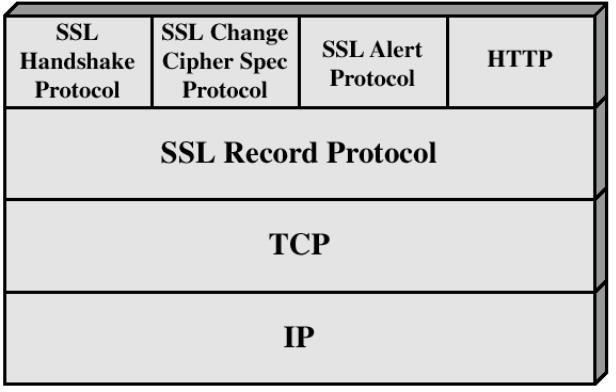 SSL
Handshake
Protocol
SSL Change
Cipher Spec
Protocol
SSL Alert
Protocol
HTTP
SSL Record Protocol
TCP
IP